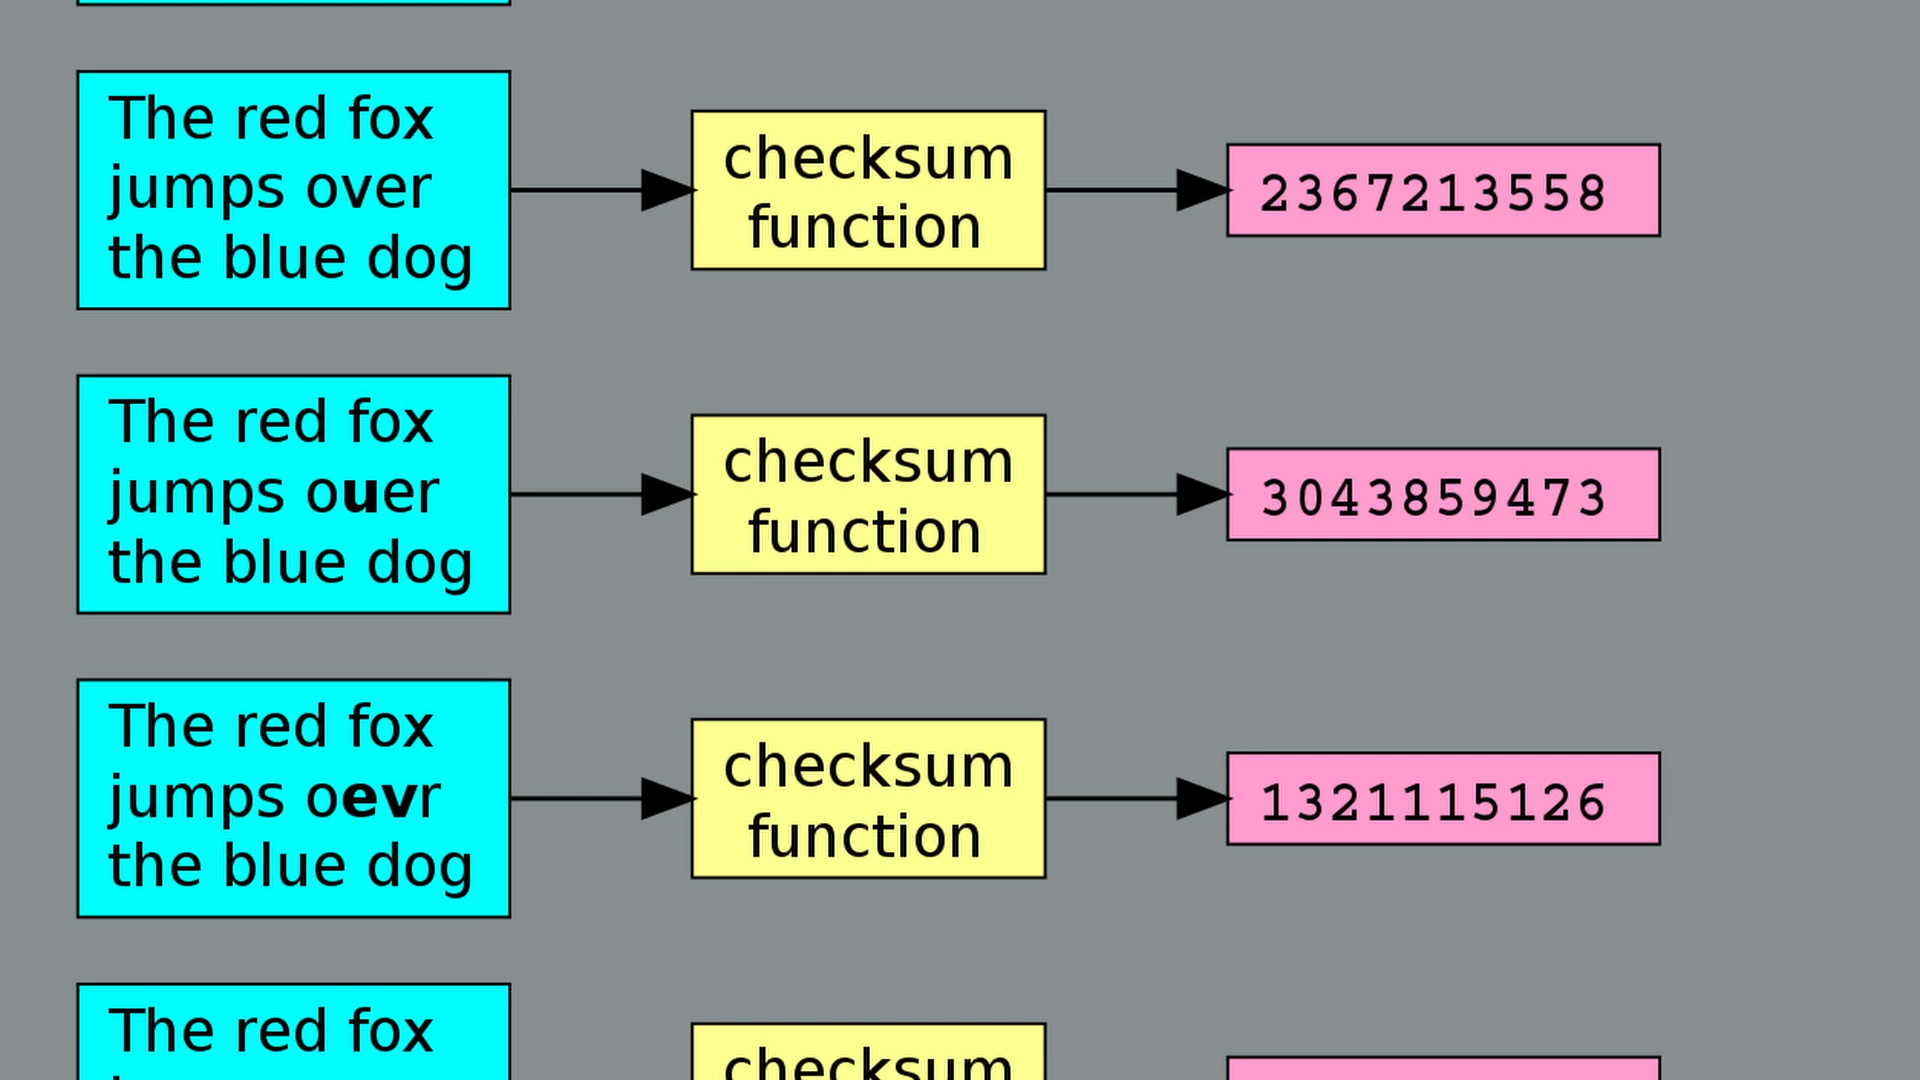 The red fox
jumps over
the blue dog
checksum
function
2367213558
The red fox
jumps ouer
the blue dog
checksum
function
3043859473
The red fox
jumps oevr
the blue dog
checksum
function
1321115126
The red fox
checksum